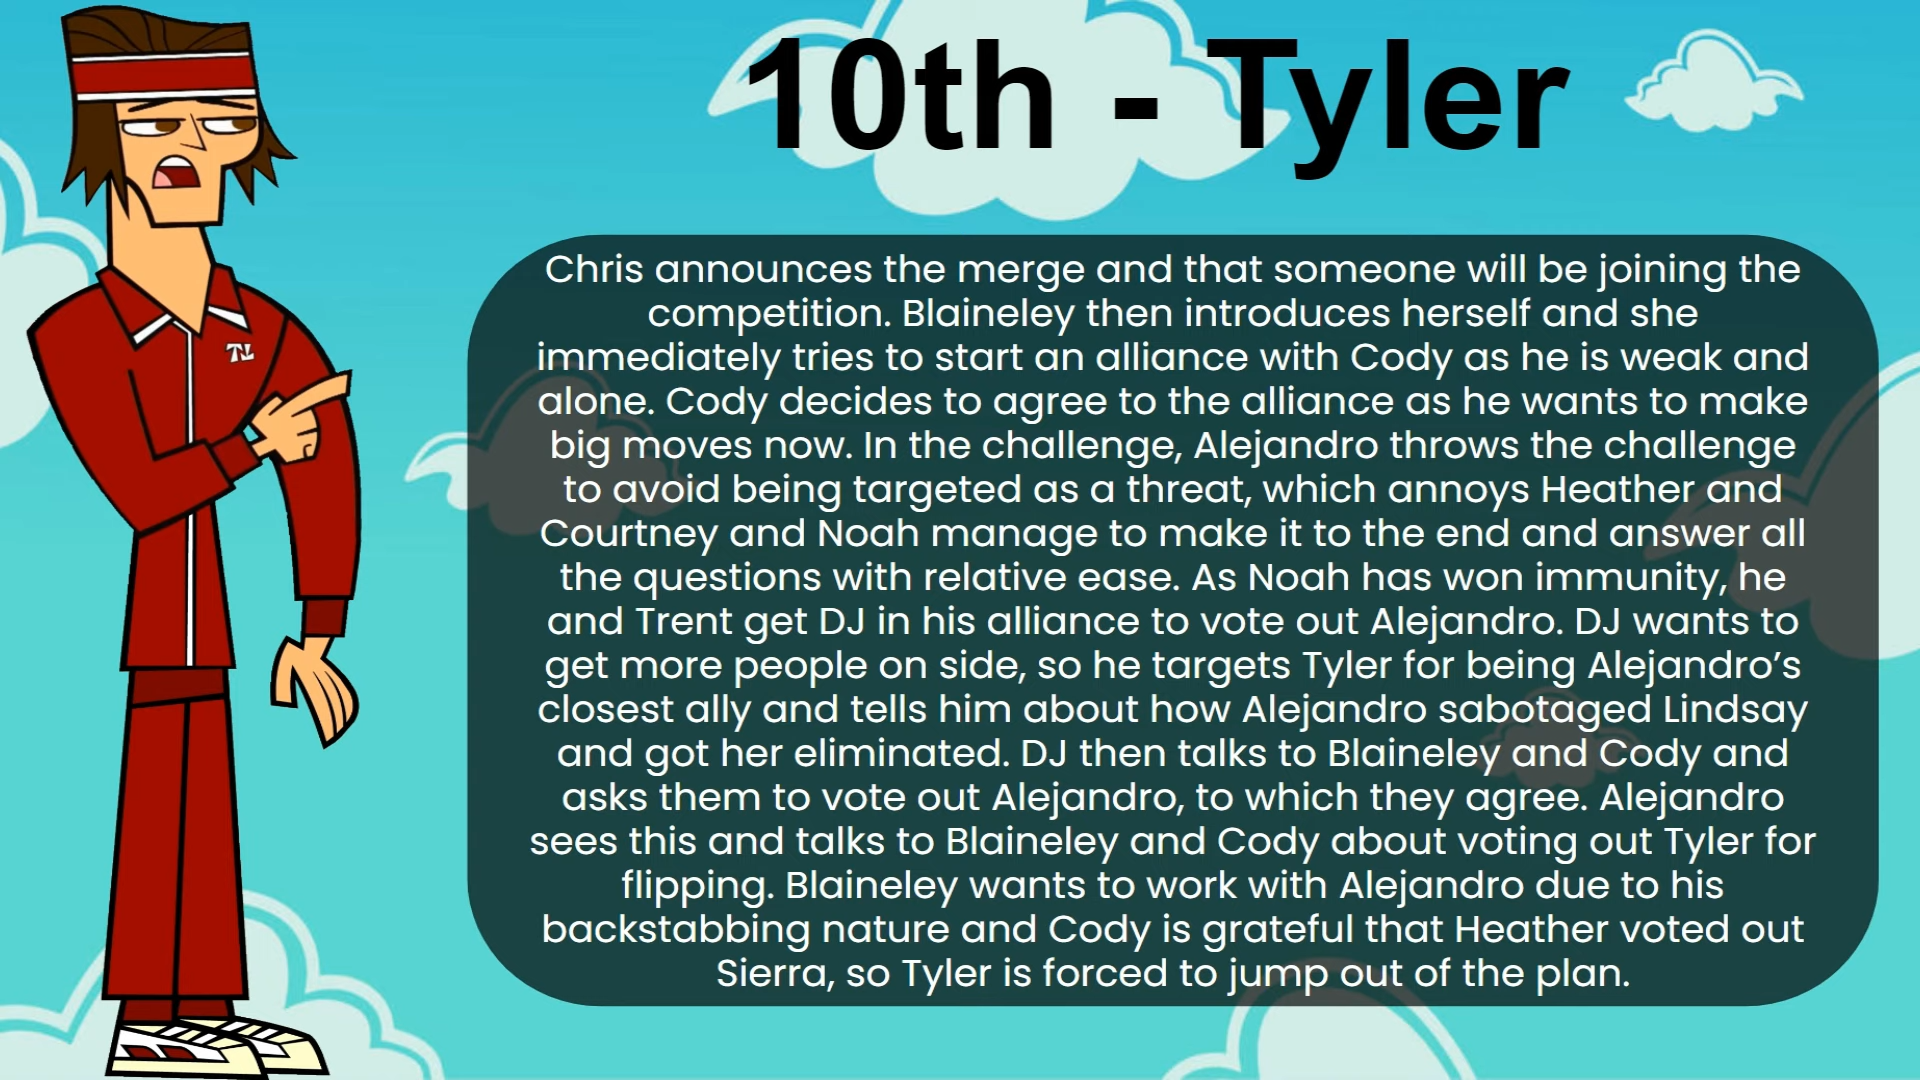 10th - Tyler
TL
Chris announces the merge and that someone will be joining the
competition. Blaineley then introduces herself and she
immediately tries to start an alliance with Cody as he is weak and
alone. Cody decides to agree to the alliance as he wants to make
big moves now. In the challenge, Alejandro throws the challenge
to avoid being targeted as a threat, which annoys Heather and
Courtney and Noah manage to make it to the end and answer all
the questions with relative ease. As Noah has won immunity, he
and Trent get DJ in his alliance to vote out Alejandro. DJ wants to
get more people on side, so he targets Tyler for being Alejandro’s
closest ally and tells him about how Alejandro sabotaged Lindsay
and got her eliminated. DJ then talks to Blaineley and Cody and
asks them to vote out Alejandro, to which they agree. Alejandro
sees this and talks to Blaineley and Cody about voting out Tyler for
flipping. Blaineley wants to work with Alejandro due to his
backstabbing nature and Cody is grateful that Heather voted out
Sierra, so Tyler is forced to jump out of the plan.